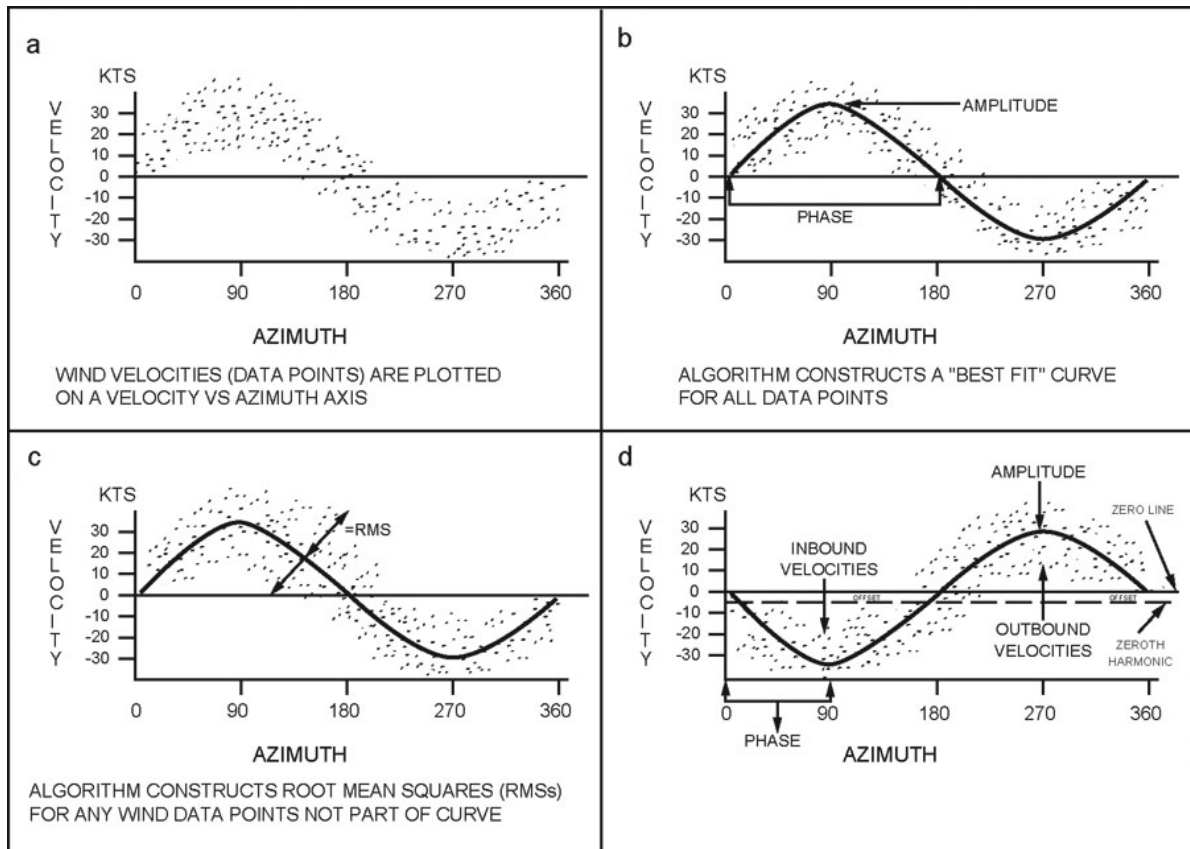 a
KTS
VELOCITY
30
20
10
0
-10
-20
-30
0 90 180 270 360
AZIMUTH
WIND VELOCITIES (DATA POINTS) ARE PLOTTED
ON A VELOCITY VS AZIMUTH AXIS
b
KTS
VELOCITY
30
20
10
0
-10
-20
-30
AMPLITUDE
PHASE
0 90 180 270 360
AZIMUTH
ALGORITHM CONSTRUCTS A "BEST FIT" CURVE
FOR ALL DATA POINTS
c
KTS
VELOCITY
30
20
10
0
-10
-20
-30
=RMS
0 90 180 270 360
AZIMUTH
ALGORITHM CONSTRUCTS ROOT MEAN SQUARES (RMSs)
FOR ANY WIND DATA POINTS NOT PART OF CURVE
d
KTS
VELOCITY
30
20
10
0
-10
-20
-30
AMPLITUDE
ZERO LINE
INBOUND
VELOCITIES
OFFSET OFFSET
OUTBOUND
VELOCITIES
ZEROTH
HARMONIC
0 90 180 270 360
PHASE
AZIMUTH